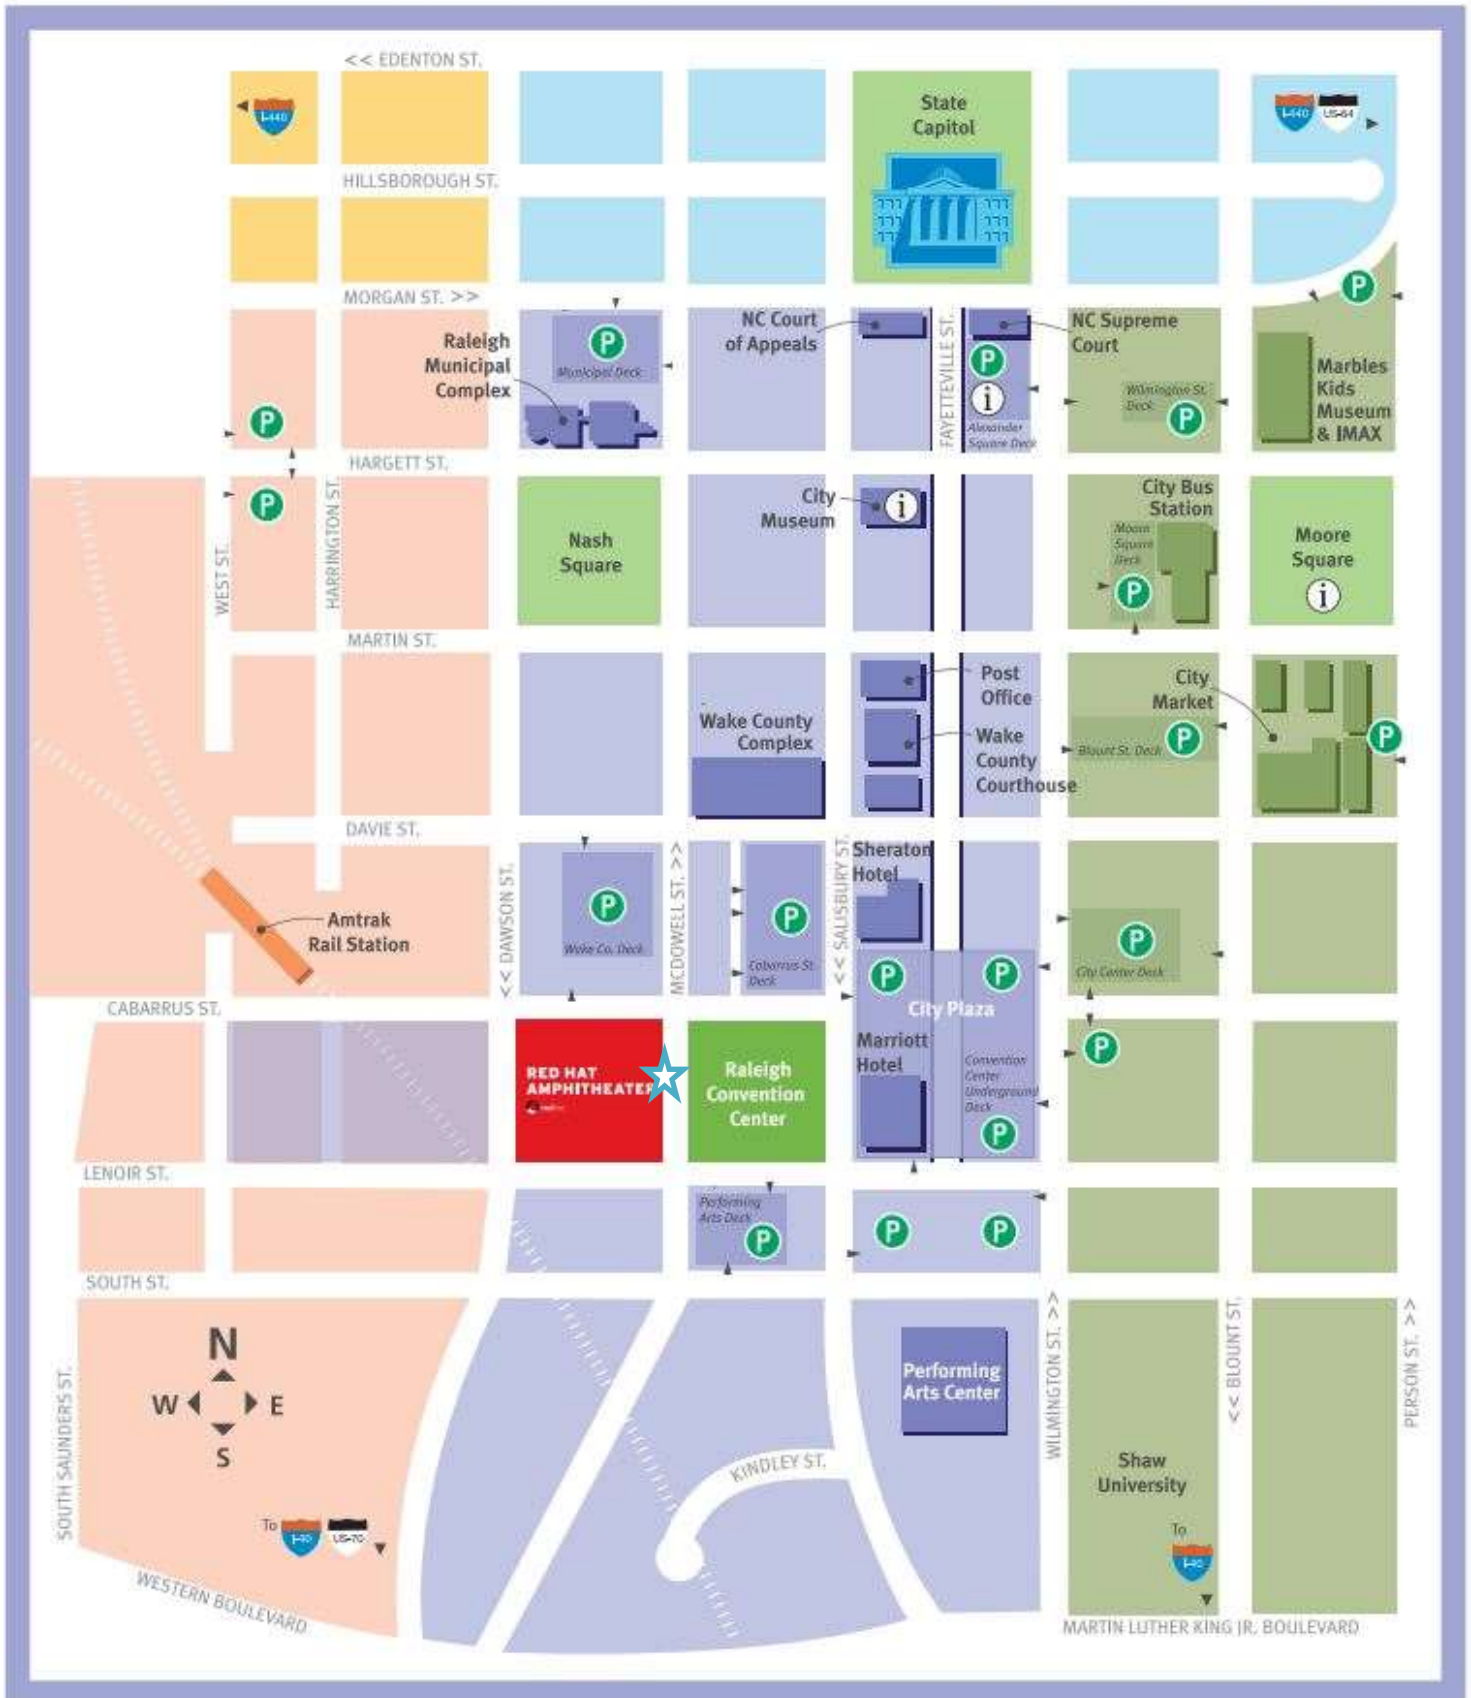 << EDENTON ST.
State
Capitol
I-440
I-440
US-64
HILLSBOROUGH ST.
MORGAN ST. >>
Raleigh
Municipal
Complex
P
Municipal Deck
NC Court
of Appeals
FAYETTEVILLE ST.
NC Supreme
Court
P
i
Alexander
Square Deck
Wilmington St.
Deck
P
P
Marbles
Kids
Museum
& IMAX
P
HARGETT ST.
P
WEST ST.
HARRINGTON ST.
Nash
Square
City
Museum
i
City Bus
Station
Moore
Square
Deck
P
Moore
Square
i
MARTIN ST.
Post
Office
Wake County
Complex
Wake
County
Courthouse
Blount St. Deck
P
City
Market
P
DAVIE ST.
Amtrak
Rail Station
<< DAWSON ST.
P
Wake Co. Deck
MCDOWELL ST. >>
P
Cabarrus St.
Deck
<< SALISBURY ST.
Sheraton
Hotel
P
P
City Plaza
P
City Center Deck
CABARRUS ST.
RED HAT
AMPHITHEATER
Raleigh
Convention
Center
Marriott
Hotel
Convention
Center
Underground
Deck
P
P
LENOIR ST.
Performing
Arts Deck
P
P
P
SOUTH ST.
N
W
E
S
SOUTH SAUNDERS ST.
To
I-40
US-70
WESTERN BOULEVARD
KINDLEY ST.
Performing
Arts Center
WILMINGTON ST. >>
Shaw
University
To
I-40
<< BLOUNT ST.
PERSON ST. >>
MARTIN LUTHER KING JR. BOULEVARD